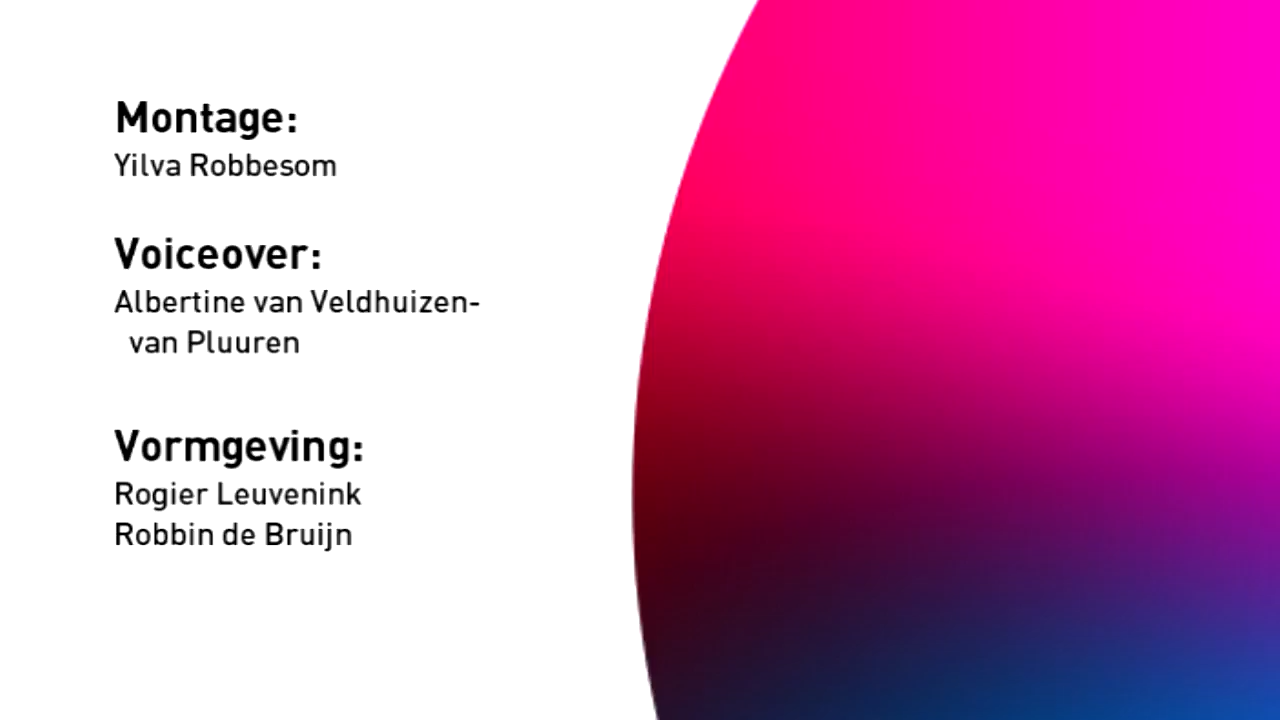 Montage:
Yilva Robbesom
Voiceover:
Albertine van Veldhuizen-
van Pluuren
Vormgeving:
Rogier Leuvenink
Robbin de Bruijn